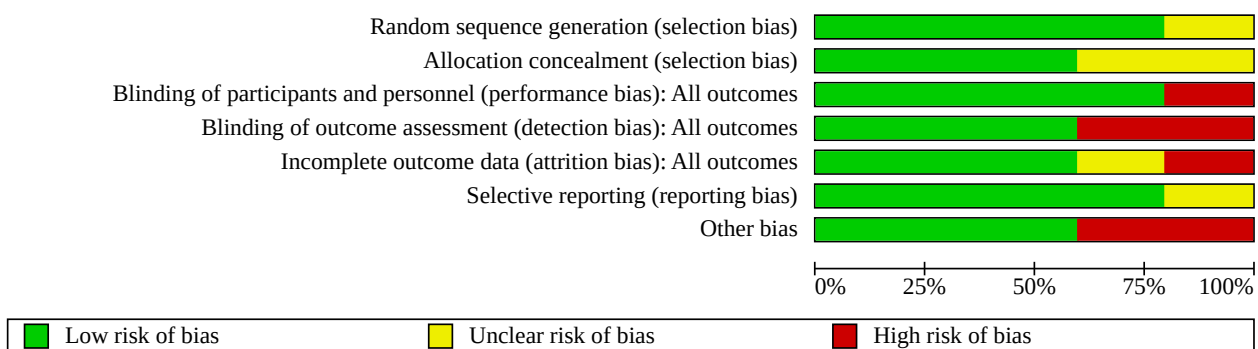 Random sequence generation (selection bias)
Allocation concealment (selection bias)
Blinding of participants and personnel (performance bias): All outcomes
Blinding of outcome assessment (detection bias): All outcomes
Incomplete outcome data (attrition bias): All outcomes
Selective reporting (reporting bias)
Other bias
0% 25% 50% 75% 100%
Low risk of bias Unclear risk of bias High risk of bias